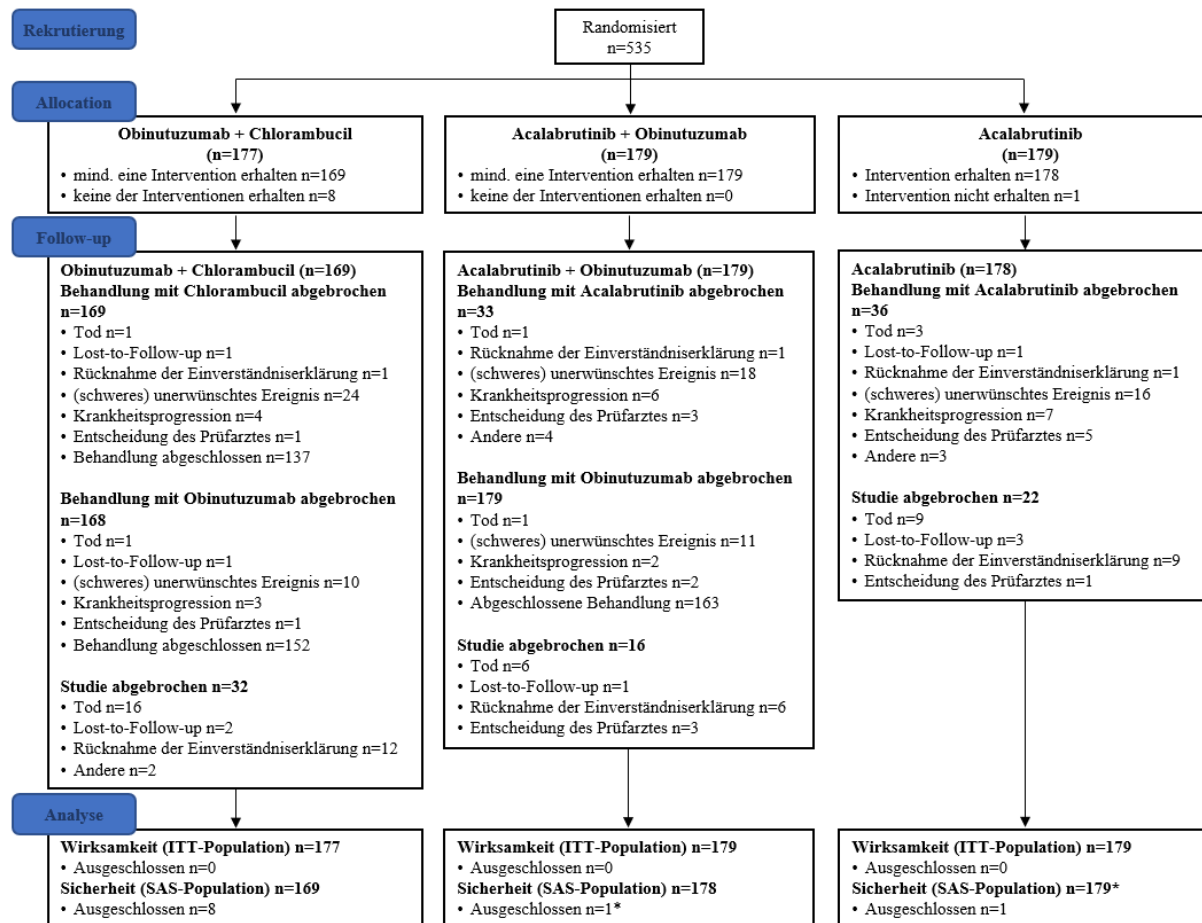 Rekrutierung
Randomisiert
n=535
Allocation
Obinutuzumab + Chlorambucil
(n=177)
• mind. eine Intervention erhalten n=169
• keine der Interventionen erhalten n=8
Acalabrutinib + Obinutuzumab
(n=179)
• mind. eine Intervention erhalten n=179
• keine der Interventionen erhalten n=0
Acalabrutinib
(n=179)
• Intervention erhalten n=178
• Intervention nicht erhalten n=1
Follow-up
Obinutuzumab + Chlorambucil (n=169)
Behandlung mit Chlorambucil abgebrochen
n=169
• Tod n=1
• Lost-to-Follow-up n=1
• Rücknahme der Einverständniserklärung n=1
• (schweres) unerwünschtes Ereignis n=24
• Krankheitsprogression n=4
• Entscheidung des Prüfarztes n=1
• Behandlung abgeschlossen n=137
Behandlung mit Obinutuzumab abgebrochen
n=168
• Tod n=1
• Lost-to-Follow-up n=1
• (schweres) unerwünschtes Ereignis n=10
• Krankheitsprogression n=3
• Entscheidung des Prüfarztes n=1
• Behandlung abgeschlossen n=152
Studie abgebrochen n=32
• Tod n=16
• Lost-to-Follow-up n=2
• Rücknahme der Einverständniserklärung n=12
• Andere n=2
Acalabrutinib + Obinutuzumab (n=179)
Behandlung mit Acalabrutinib abgebrochen
n=33
• Tod n=1
• Rücknahme der Einverständniserklärung n=1
• (schweres) unerwünschtes Ereignis n=18
• Krankheitsprogression n=6
• Entscheidung des Prüfarztes n=3
• Andere n=4
Behandlung mit Obinutuzumab abgebrochen
n=179
• Tod n=1
• (schweres) unerwünschtes Ereignis n=11
• Krankheitsprogression n=2
• Entscheidung des Prüfarztes n=2
• Abgeschlossene Behandlung n=163
Studie abgebrochen n=16
• Tod n=6
• Lost-to-Follow-up n=1
• Rücknahme der Einverständniserklärung n=6
• Entscheidung des Prüfarztes n=3
Acalabrutinib (n=178)
Behandlung mit Acalabrutinib abgebrochen
n=36
• Tod n=3
• Lost-to-Follow-up n=1
• Rücknahme der Einverständniserklärung n=1
• (schweres) unerwünschtes Ereignis n=16
• Krankheitsprogression n=7
• Entscheidung des Prüfarztes n=5
• Andere n=3
Studie abgebrochen n=22
• Tod n=9
• Lost-to-Follow-up n=3
• Rücknahme der Einverständniserklärung n=9
• Entscheidung des Prüfarztes n=1
Analyse
Wirksamkeit (ITT-Population) n=177
• Ausgeschlossen n=0
Sicherheit (SAS-Population) n=169
• Ausgeschlossen n=8
Wirksamkeit (ITT-Population) n=179
• Ausgeschlossen n=0
Sicherheit (SAS-Population) n=178
• Ausgeschlossen n=1*
Wirksamkeit (ITT-Population) n=179
• Ausgeschlossen n=0
Sicherheit (SAS-Population) n=179*
• Ausgeschlossen n=1